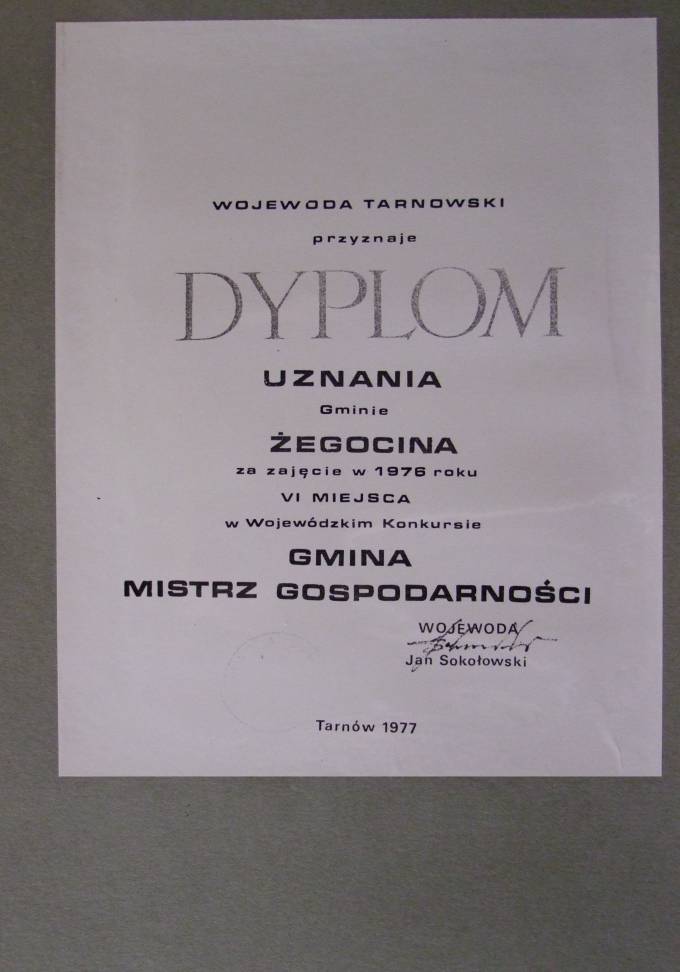 WOJEWODA TARNOWSKI
przyznaje
DYPLOM
UZNANIA
Gminie
ŻEGOCINA
za zajęcie w 1976 roku
VI MIEJSCA
w Wojewódzkim Konkursie
GMINA
MISTRZ GOSPODARNOŚCI
WOJEWODA
Jan Sokołowski
Tarnów 1977